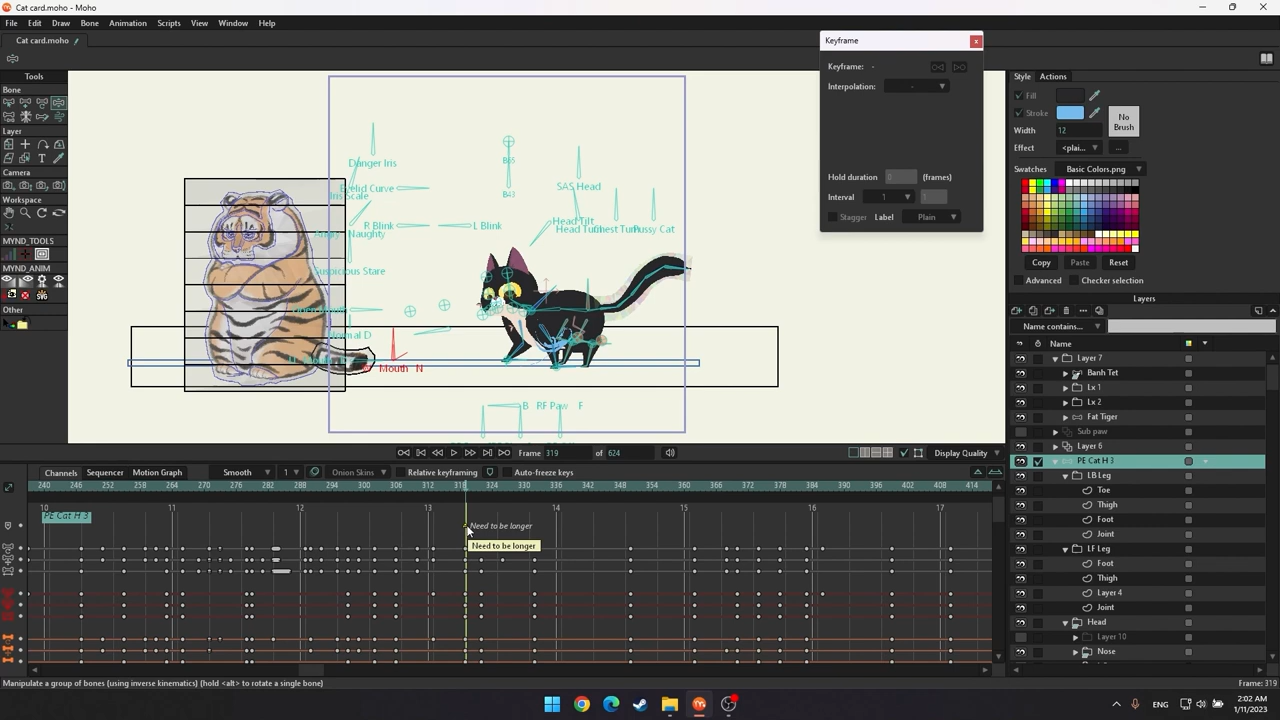 Cat card.moho - Moho
File Edit Draw Bone Animation Scripts View Window Help
Cat card.moho
Tools
Bone
Layer
Camera
Workspace
MYND_TOOLS
MYND_ANIM
Others
Danger Iris
Eyelid Curve
Iris Scale
R Blink
L Blink
Angry Naughty
Suspicious Stare
Mouth N
B65
B43
SAS Head
Head Tilt
Pussy Cat
B RF Paw F
Keyframe
Keyframe: -
Interpolation: -
Hold duration 0 (frames)
Interval 1 1
Stagger Label Plain
Style Actions
Fill
Stroke
No Brush
Width 12
Effect <plai... ...
Swatches Basic Colors.png
Copy Paste Reset
Advanced Checker selection
Layers
Name contains...
Name
Layer 7
Banh Tet
Lx 1
Lx 2
Fat Tiger
Sub paw
Layer 6
PE Cat H 3
LB Leg
Toe
Thigh
Foot
Joint
LF Leg
Foot
Thigh
Layer 4
Joint
Head
Layer 10
Nose
Frame 319 of 624 Display Quality
Channels Sequencer Motion Graph Smooth 1 Onion Skins Relative keyframing Auto-freeze keys
240 246 252 258 264 270 276 282 288 294 300 306 312 318 324 330 336 342 348 354 360 366 372 378 384 390 396 402 408 414
10 11 12 13 14 15 16 17
PE Cat H 3
Need to be longer
Need to be longer
Manipulate a group of bones (using inverse kinematics) (hold <alt> to rotate a single bone) Frame: 319
ENG 2:02 AM
1/11/2023